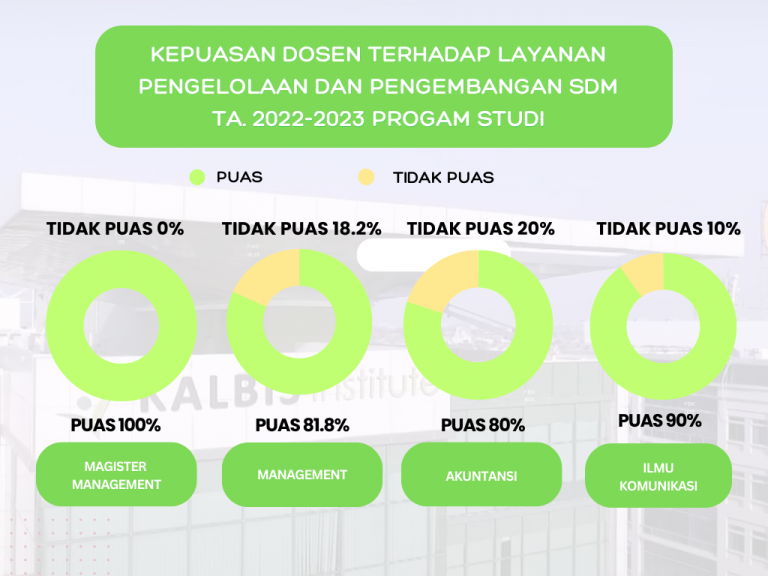 KEPUASAN DOSEN TERHADAP LAYANAN
PENGELOLAAN DAN PENGEMBANGAN SDM
TA. 2022-2023 PROGAM STUDI
PUAS
TIDAK PUAS
TIDAK PUAS 0%
TIDAK PUAS 18.2%
TIDAK PUAS 20%
TIDAK PUAS 10%
KALBIS Institute
PUAS 100%
PUAS 81.8%
PUAS 80%
PUAS 90%
MAGISTER
MANAGEMENT
MANAGEMENT
AKUNTANSI
ILMU
KOMUNIKASI